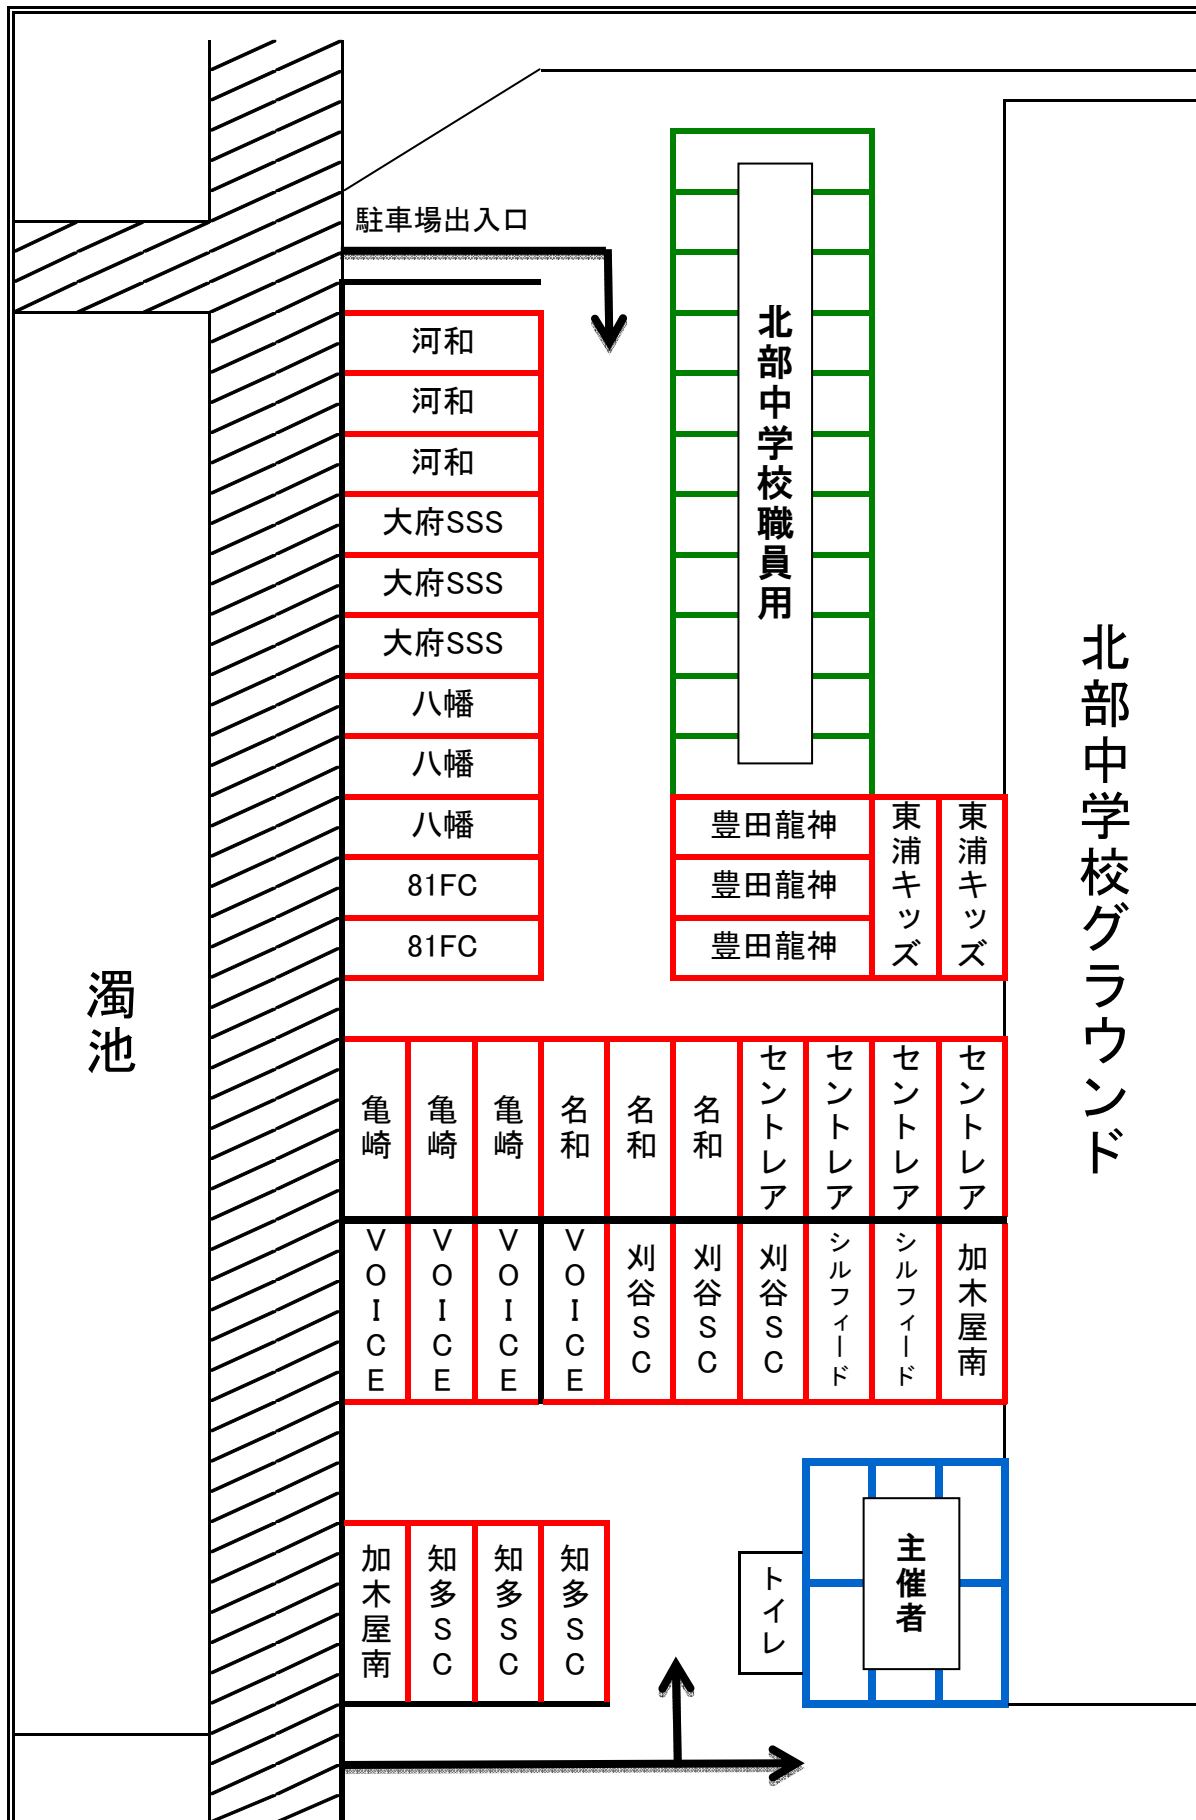 駐車場出入口
河和
河和
河和
大府SSS
大府SSS
大府SSS
八幡
八幡
八幡
81FC
81FC
北部中学校職員用
豊田龍神
豊田龍神
豊田龍神
東浦キッズ
東浦キッズ
北部中学校グラウンド
濁池
亀崎
亀崎
亀崎
名和
名和
名和
セントレア
セントレア
セントレア
セントレア
VOICE
VOICE
VOICE
VOICE
刈谷SC
刈谷SC
刈谷SC
シルフィード
シルフィード
加木屋南
加木屋南
知多SC
知多SC
知多SC
トイレ
主催者